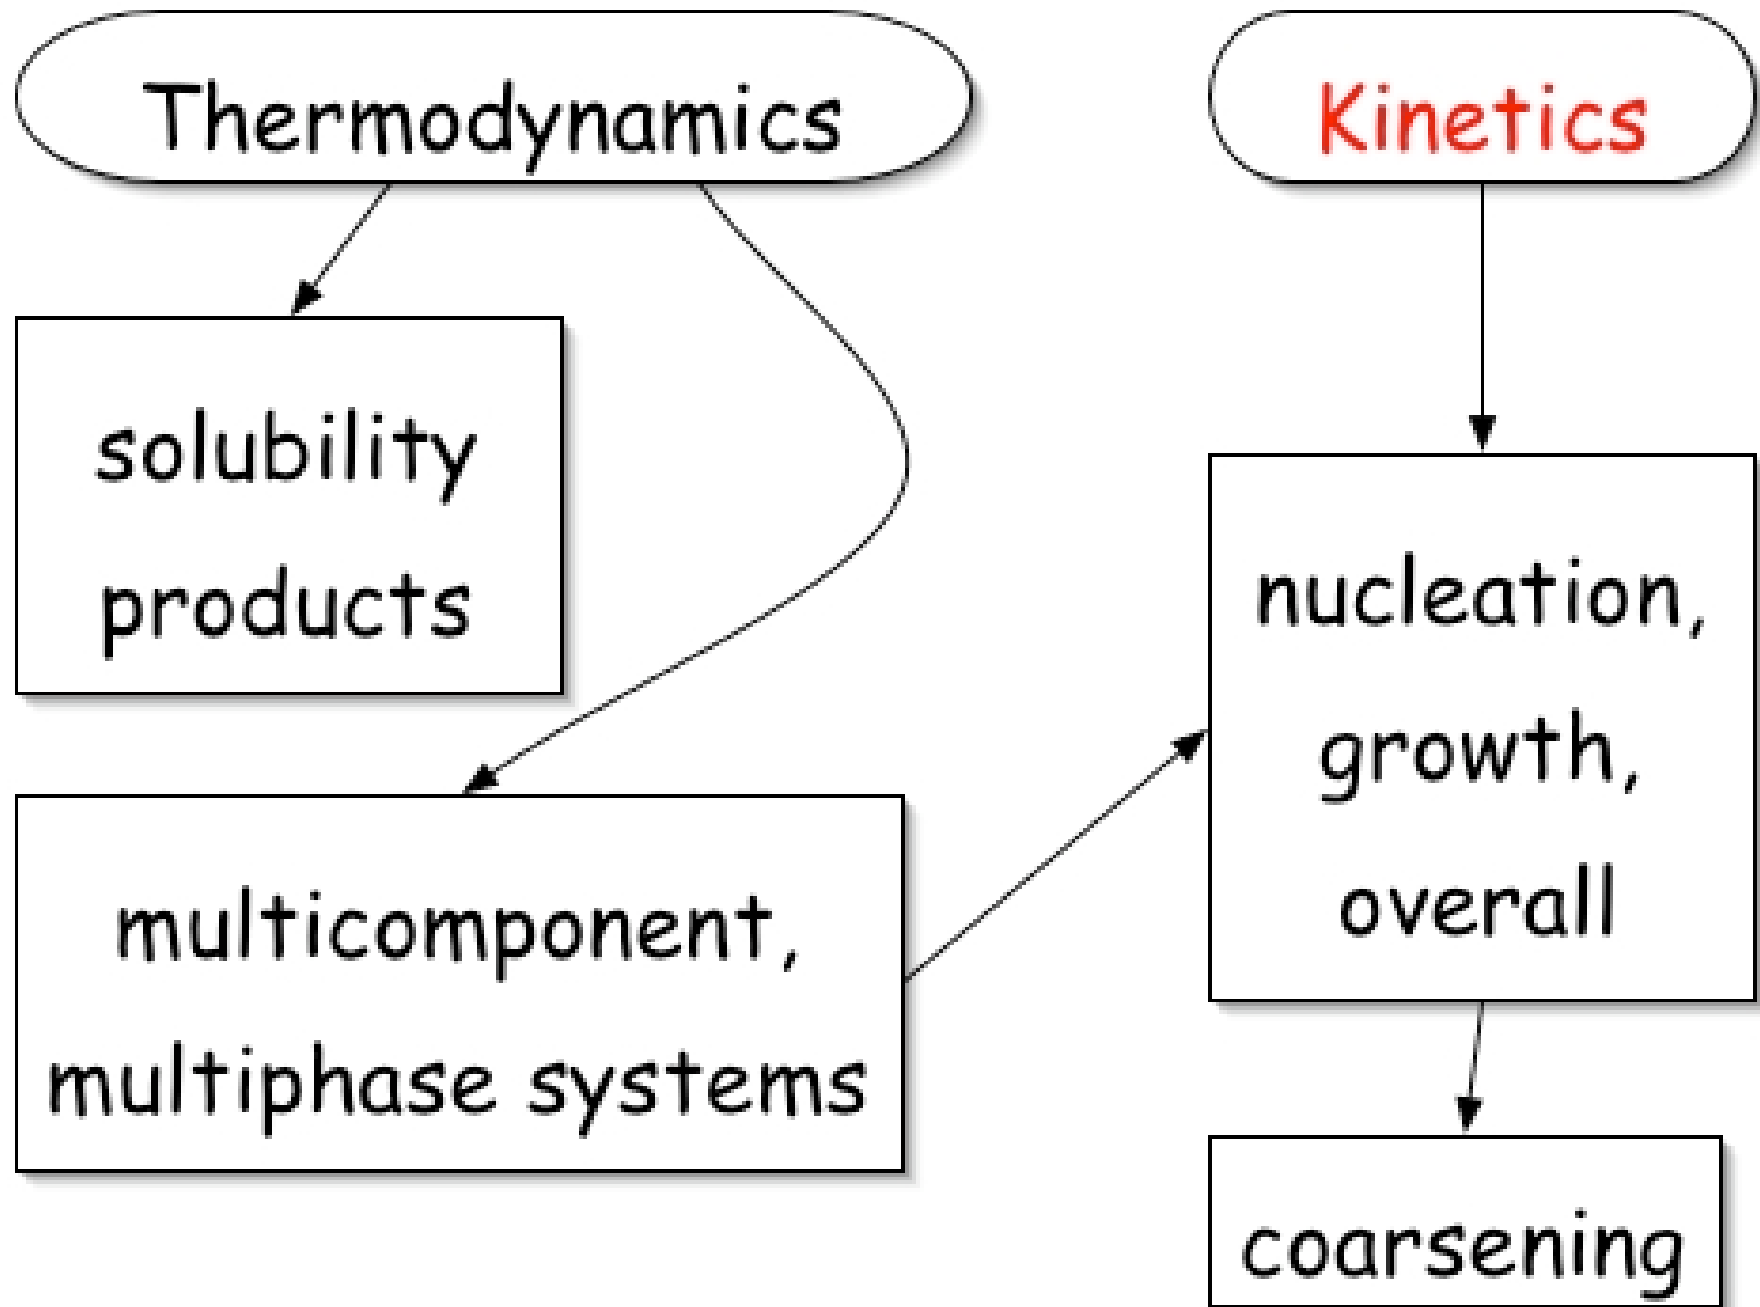 Thermodynamics
Kinetics
solubility
products
multicomponent,
multiphase systems
nucleation,
growth,
overall
coarsening